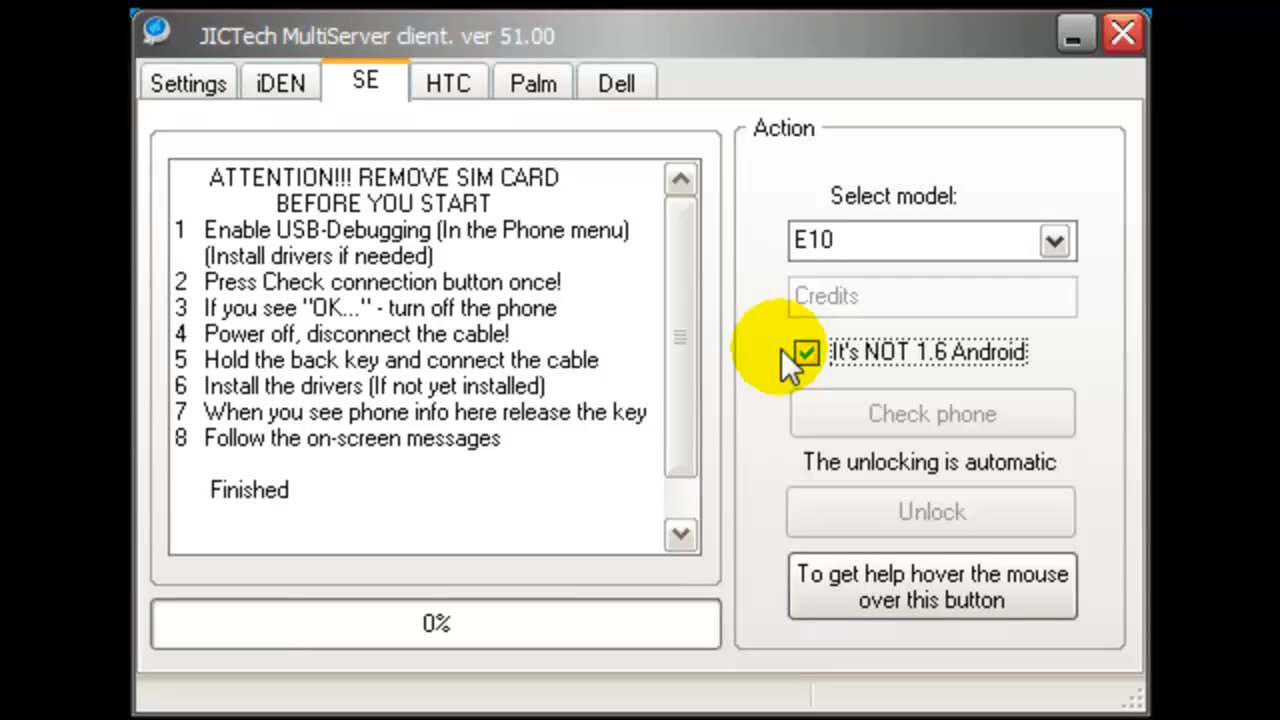 JICTech MultiServer client. ver 51.00
Settings iDEN SE HTC Palm Dell
ATTENTION!!! REMOVE SIM CARD
BEFORE YOU START
1 Enable USB-Debugging (In the Phone menu)
(Install drivers if needed)
2 Press Check connection button once!
3 If you see "OK..." - turn off the phone
4 Power off, disconnect the cable!
5 Hold the back key and connect the cable
6 Install the drivers (If not yet installed)
7 When you see phone info here release the key
8 Follow the on-screen messages
Finished
0%
Action
Select model:
E10
Credits
It's NOT 1.6 Android
Check phone
The unlocking is automatic
Unlock
To get help hover the mouse
over this button